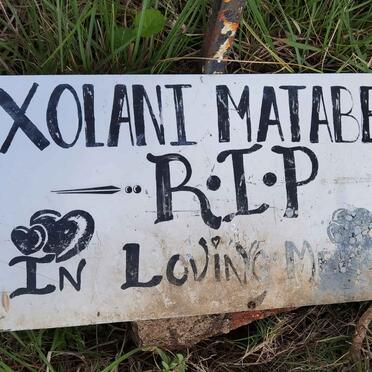 XOLANI MATABE
R.I.P
IN LOVING